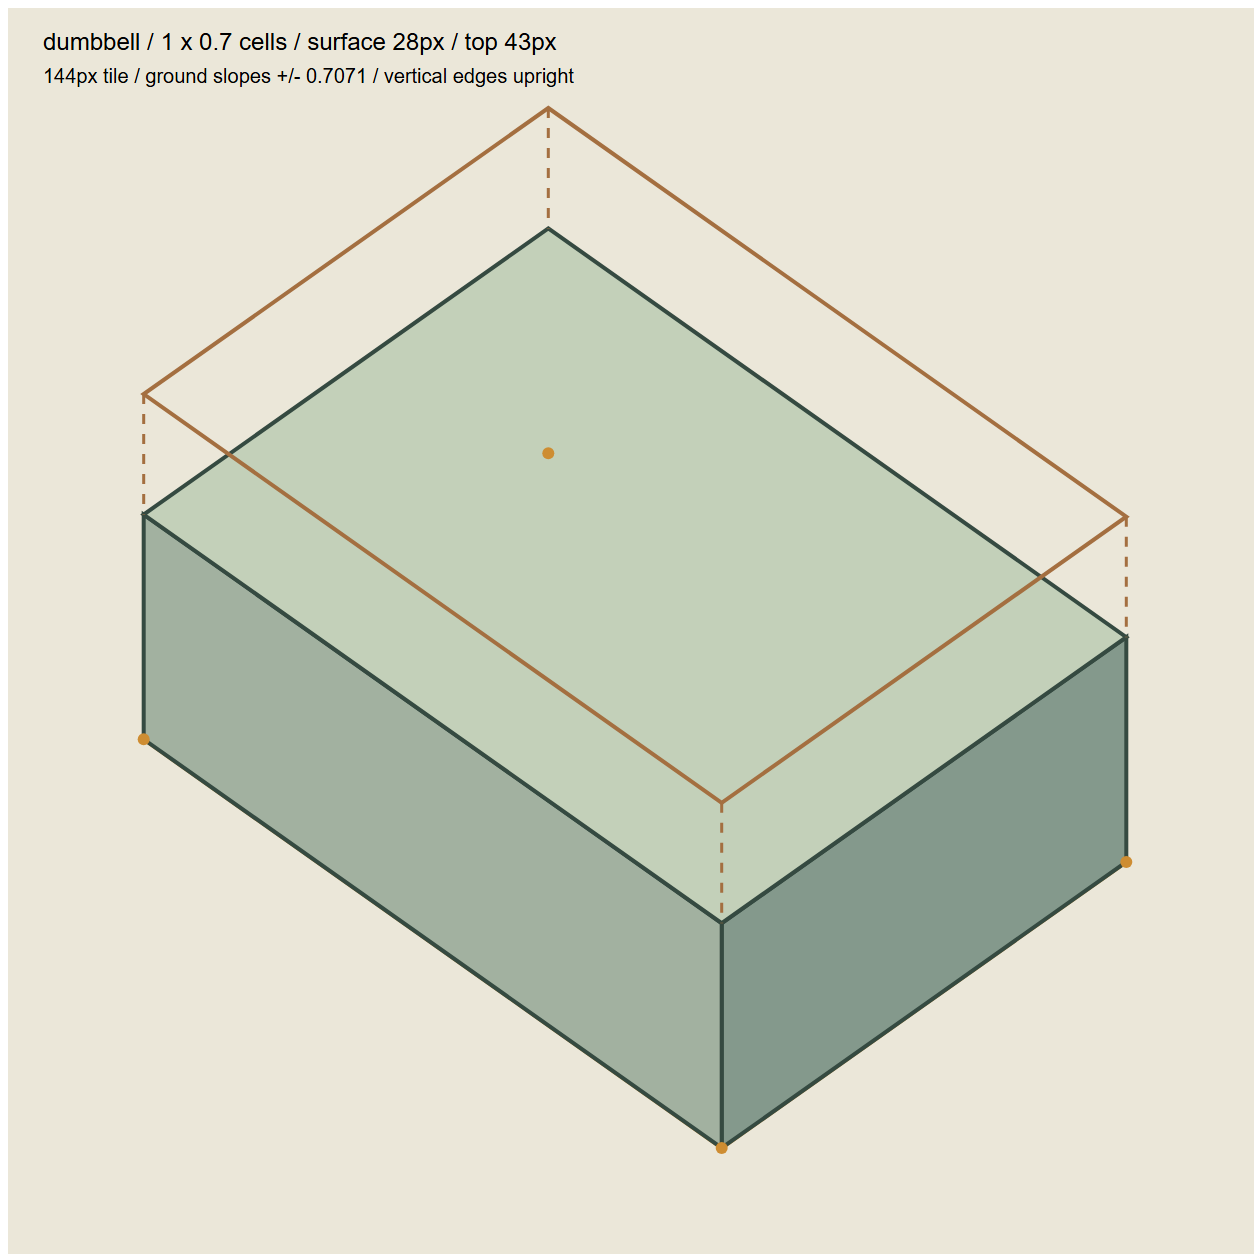 dumbbell / 1 x 0.7 cells / surface 28px / top 43px
144px tile / ground slopes +/- 0.7071 / vertical edges upright